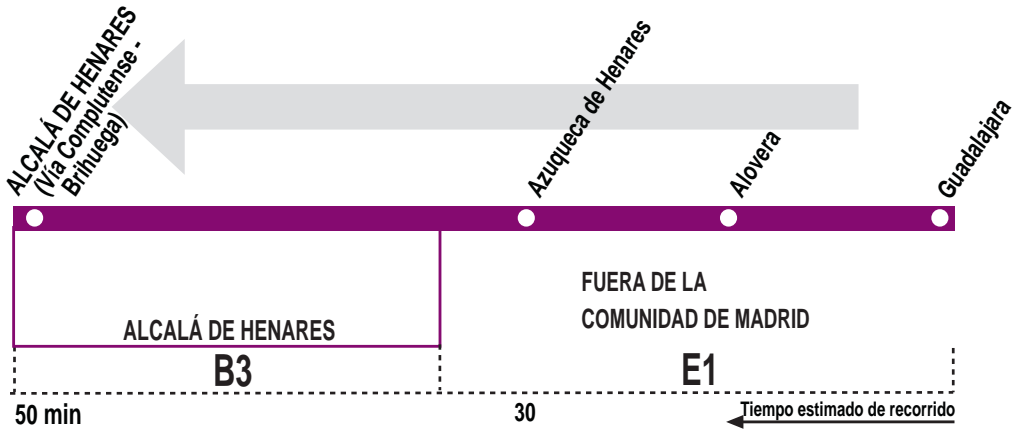 ALCALÁ DE HENARES
(Vía Complutense -
Brihuega)
Azuqueca de Henares
Alovera
Guadalajara
FUERA DE LA
COMUNIDAD DE MADRID
ALCALÁ DE HENARES
B3
E1
50 min
30
Tiempo estimado de recorrido